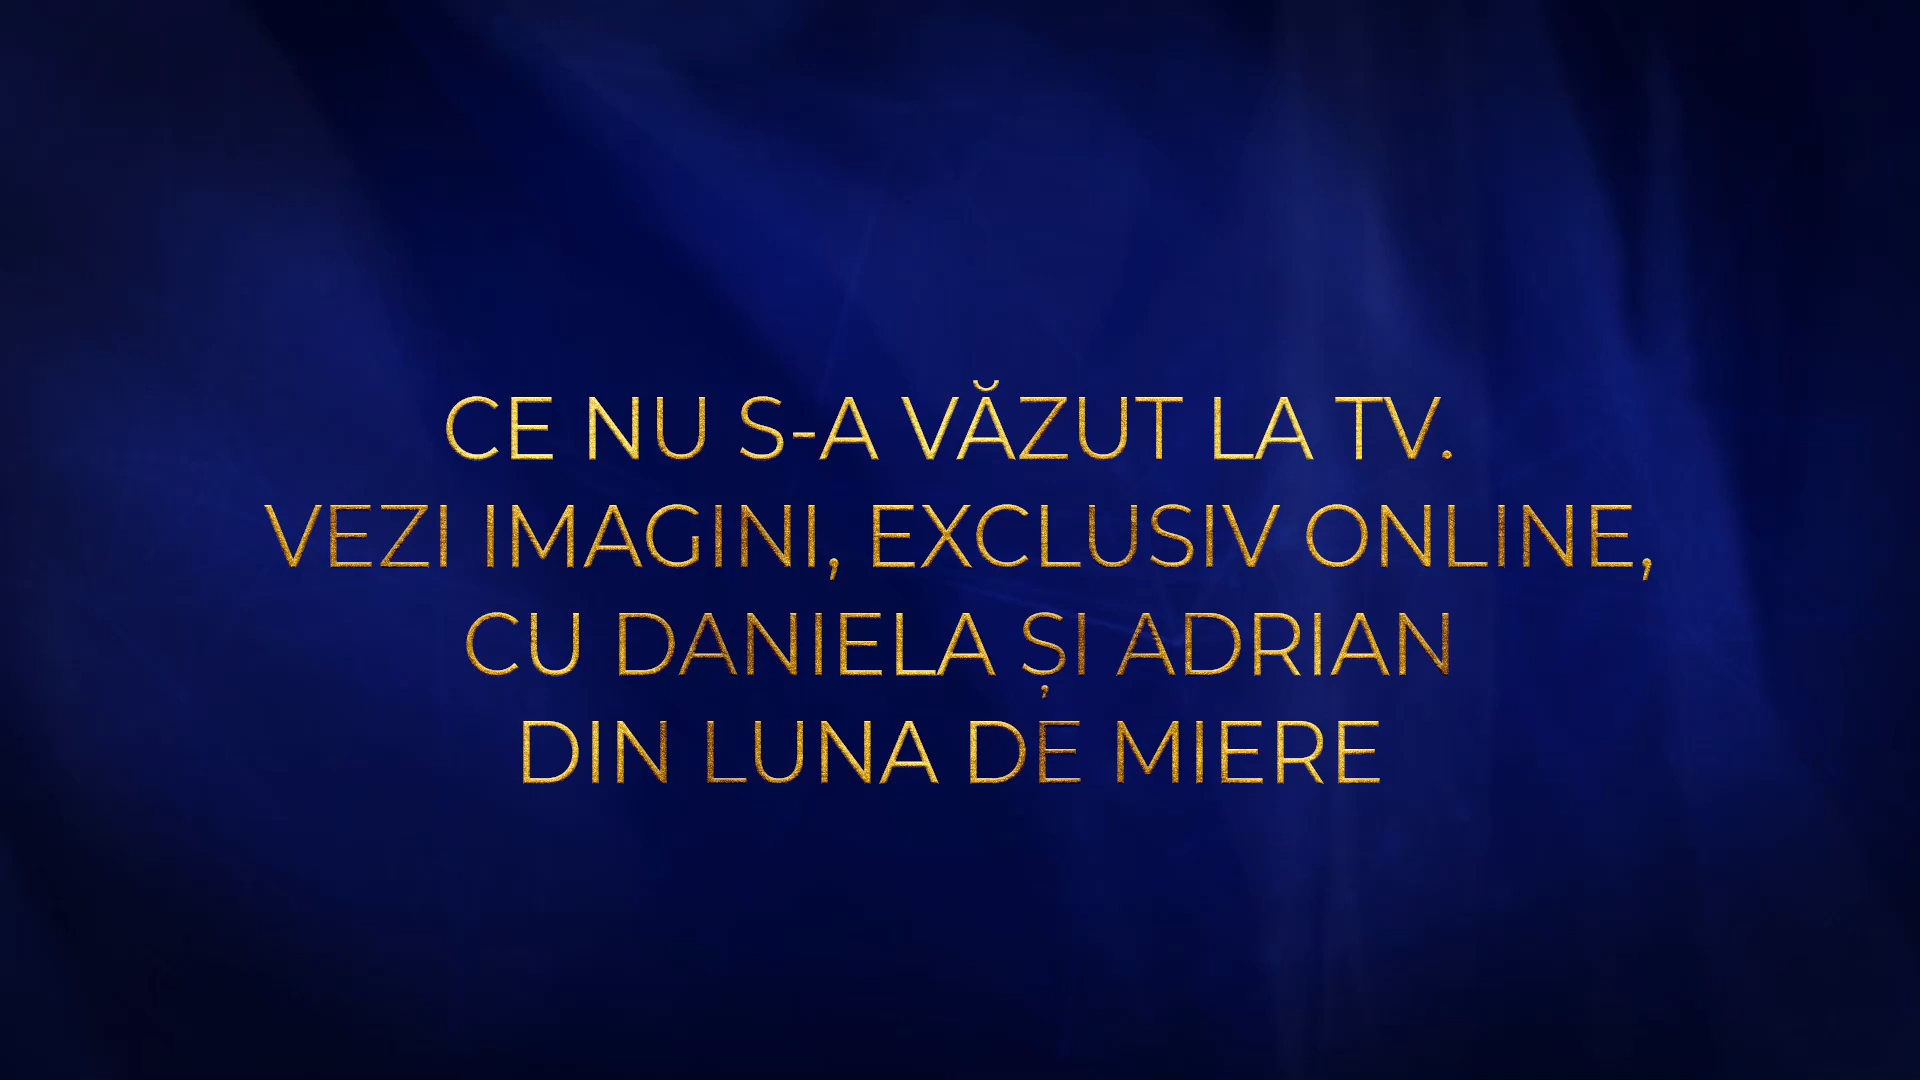 CE NU S-A VĂZUT LA TV.
VEZI IMAGINI, EXCLUSIV ONLINE,
CU DANIELA ȘI ADRIAN
DIN LUNA DE MIERE